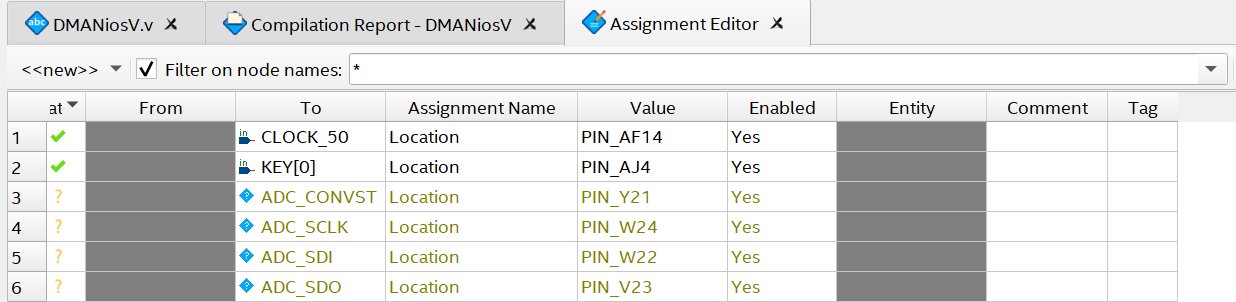 abc DMANiosV.v Compilation Report - DMANiosV Assignment Editor
<<new>> Filter on node names: *
at From To Assignment Name Value Enabled Entity Comment Tag
1 in CLOCK_50 Location PIN_AF14 Yes
2 in KEY[0] Location PIN_AJ4 Yes
3 ? ? ADC_CONVST Location PIN_Y21 Yes
4 ? ? ADC_SCLK Location PIN_W24 Yes
5 ? ? ADC_SDI Location PIN_W22 Yes
6 ? ? ADC_SDO Location PIN_V23 Yes